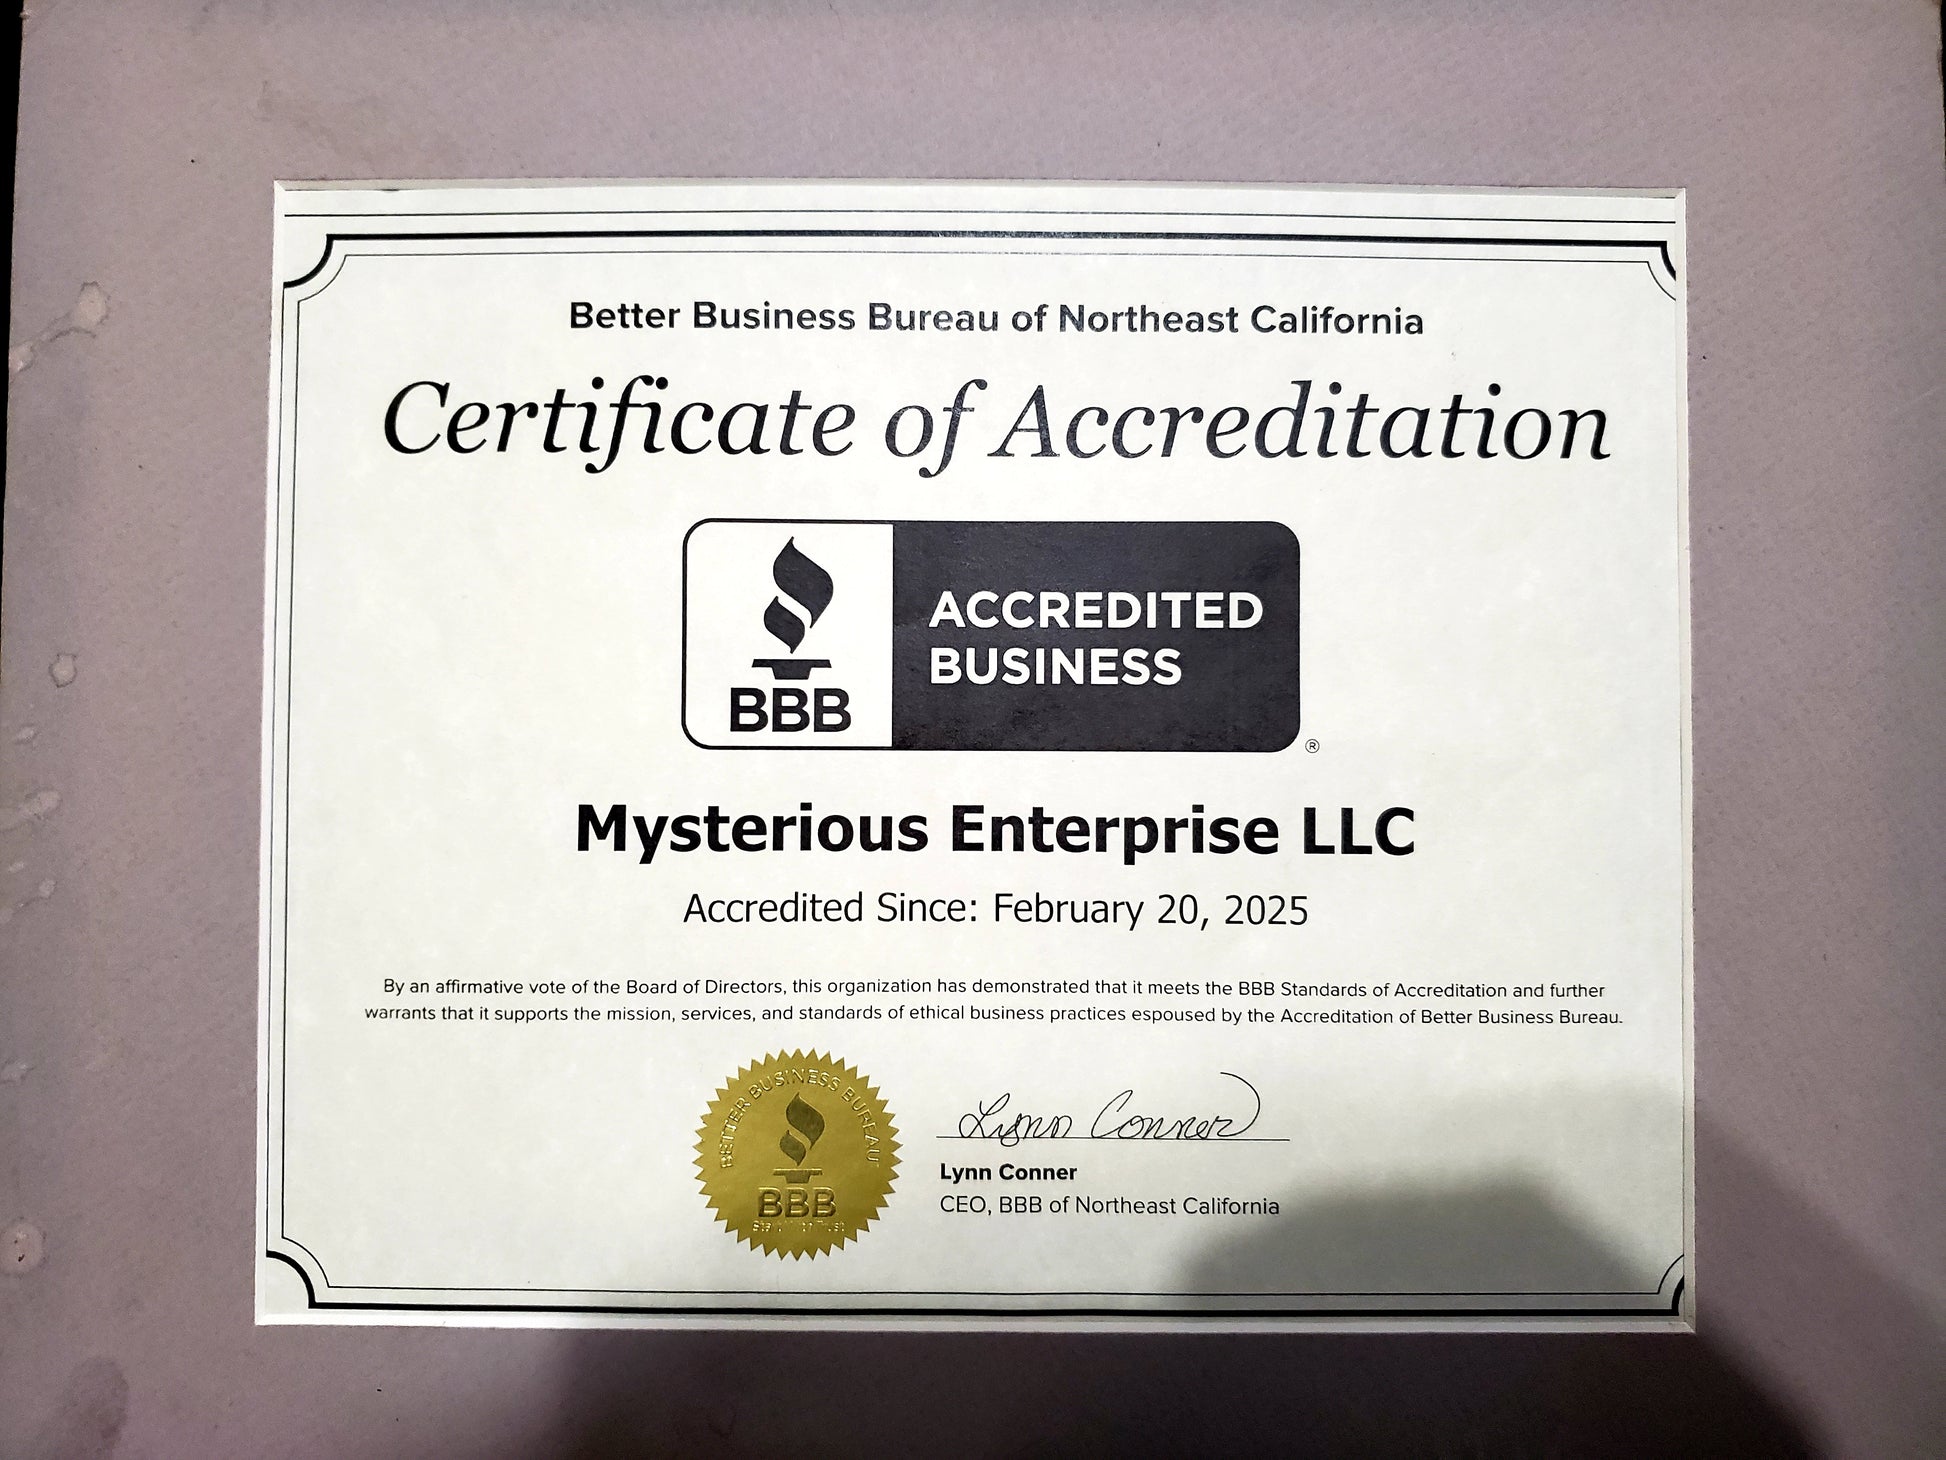 Better Business Bureau of Northeast California
Certificate of Accreditation
BBB
ACCREDITED
BUSINESS
®
Mysterious Enterprise LLC
Accredited Since: February 20, 2025
By an affirmative vote of the Board of Directors, this organization has demonstrated that it meets the BBB Standards of Accreditation and further
warrants that it supports the mission, services, and standards of ethical business practices espoused by the Accreditation of Better Business Bureau.
BETTER BUSINESS BUREAU
BBB
Start With Trust
Lynn Conner
Lynn Conner
CEO, BBB of Northeast California